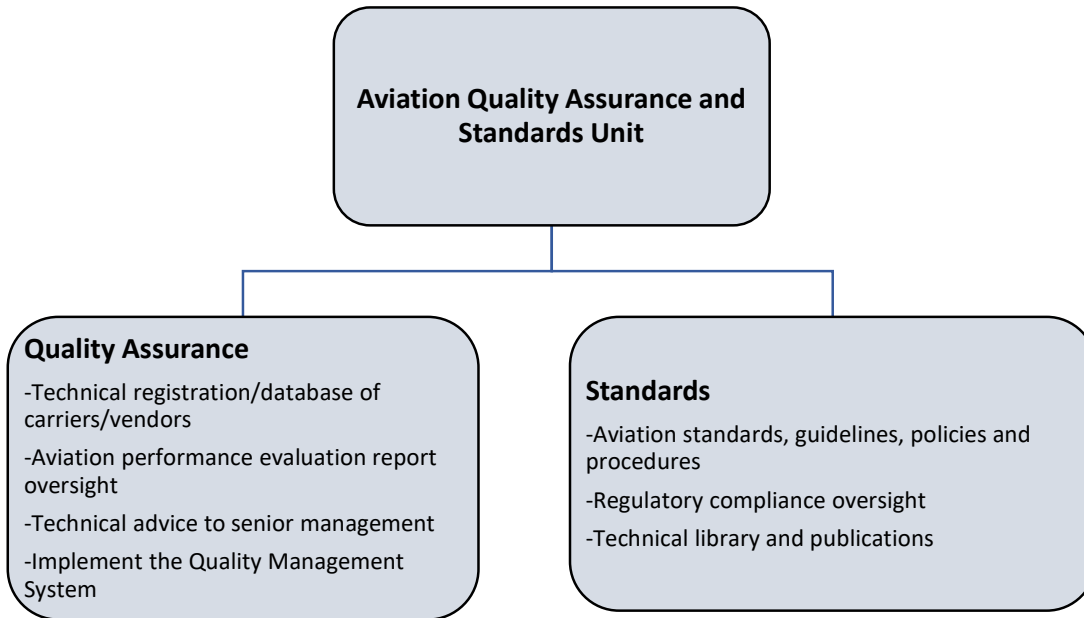 Aviation Quality Assurance and
Standards Unit
Quality Assurance
-Technical registration/database of
carriers/vendors
-Aviation performance evaluation report
oversight
-Technical advice to senior management
-Implement the Quality Management
System
Standards
-Aviation standards, guidelines, policies and
procedures
-Regulatory compliance oversight
-Technical library and publications